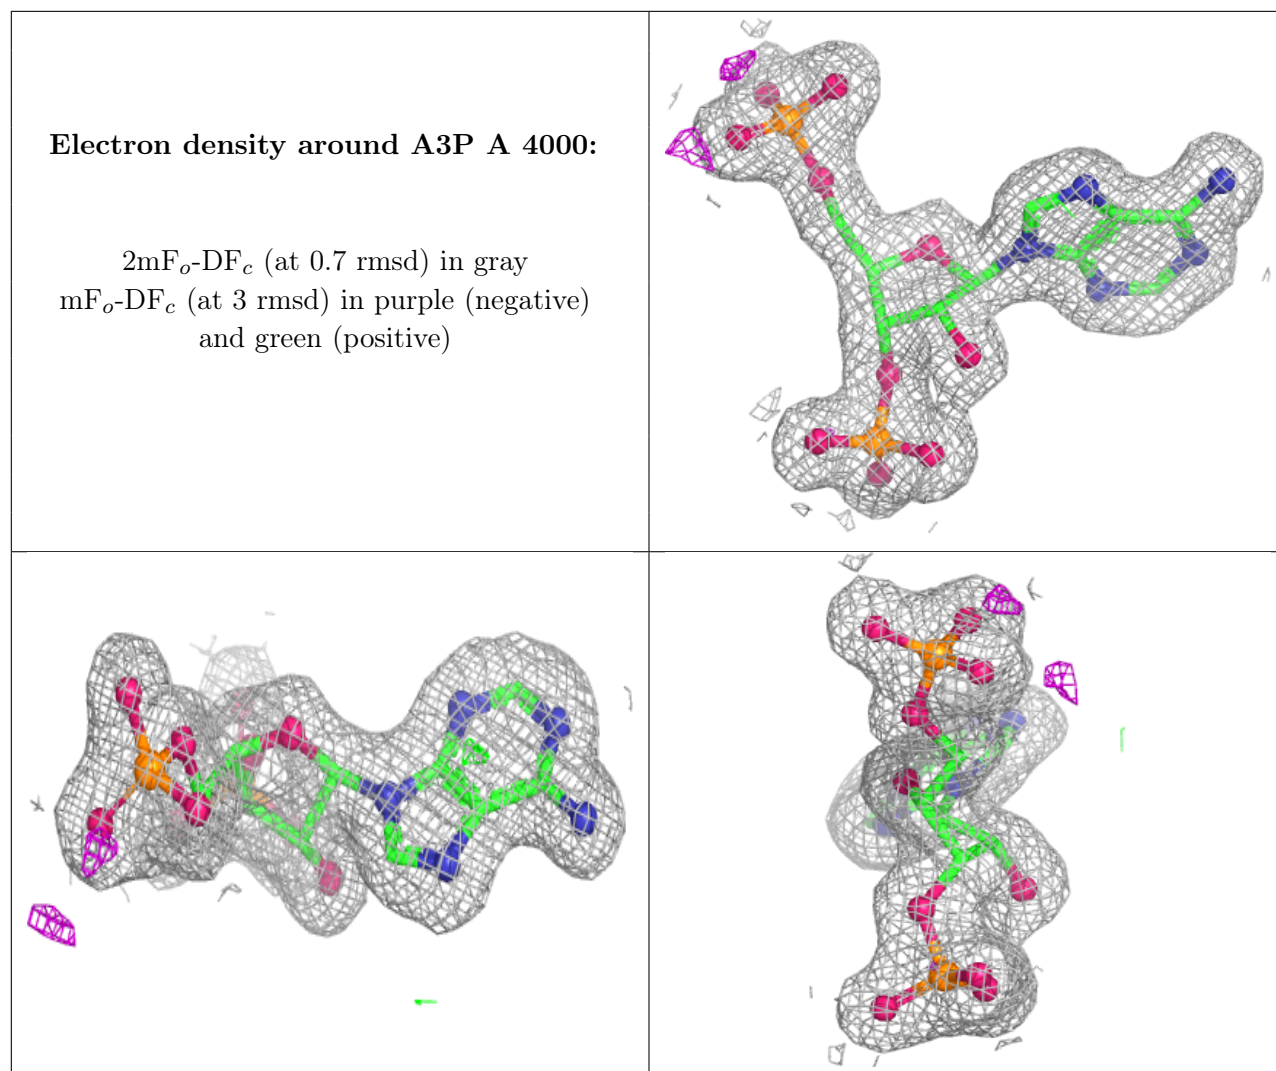 Electron density around A3P A 4000:
2mFo-DFc (at 0.7 rmsd) in gray
mFo-DFc (at 3 rmsd) in purple (negative)
and green (positive)